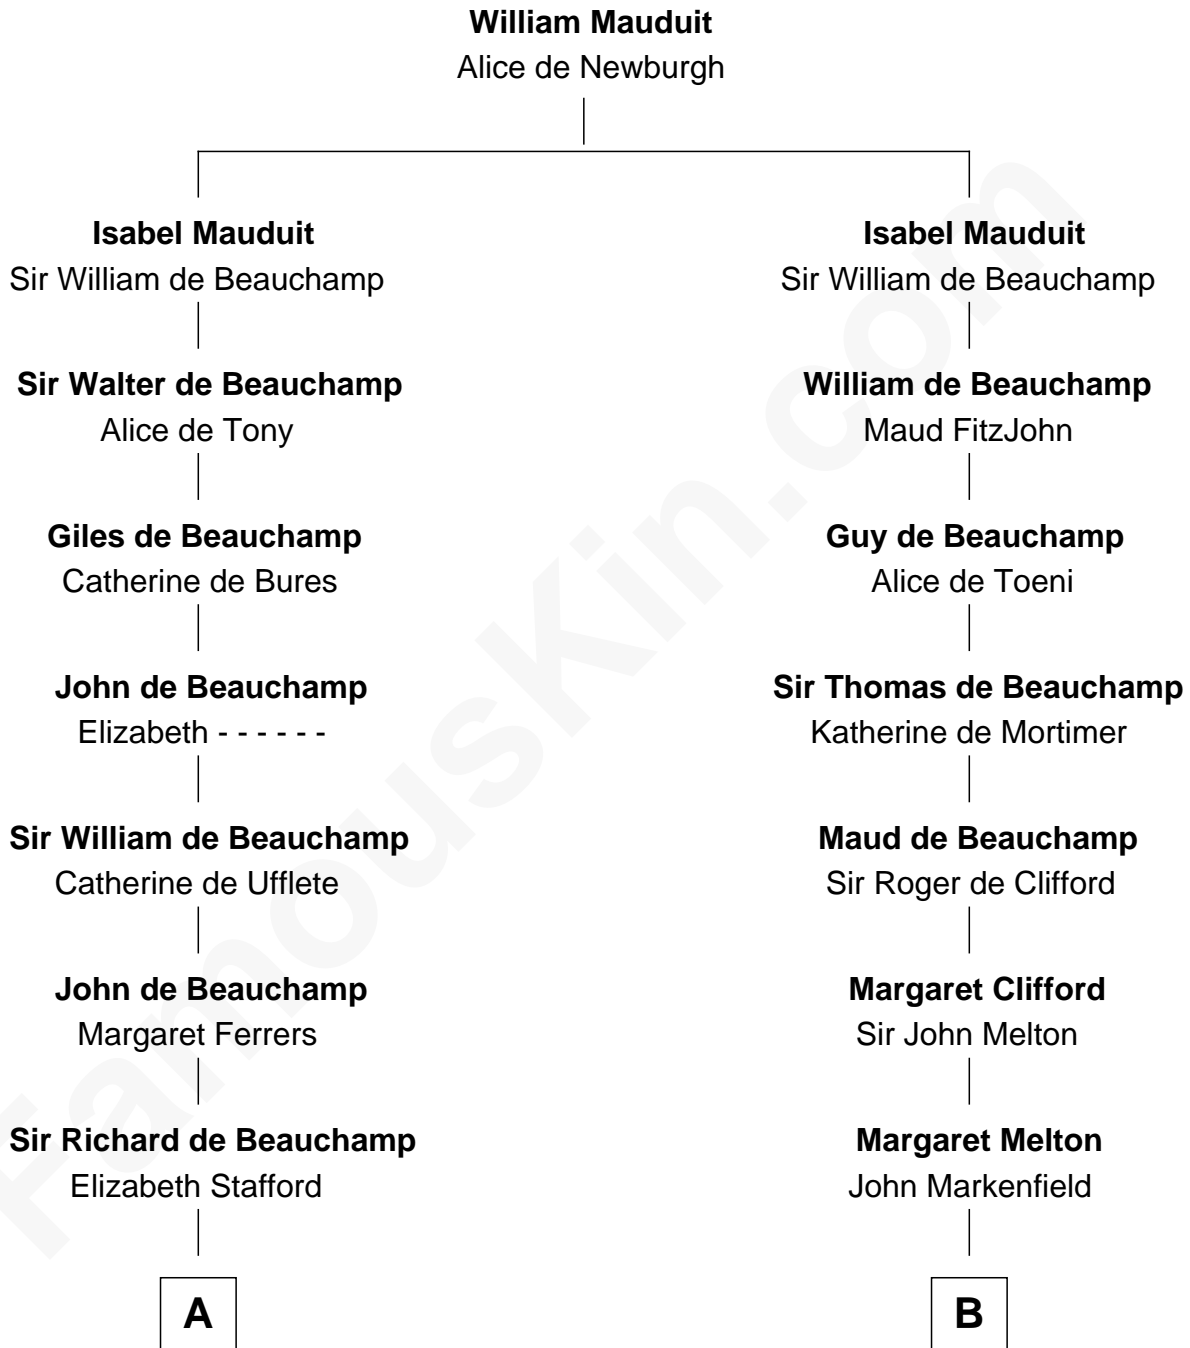 William Mauduit
Alice de Newburgh
Isabel Mauduit
Sir William de Beauchamp
Sir Walter de Beauchamp
Alice de Tony
Giles de Beauchamp
Catherine de Bures
John de Beauchamp
Elizabeth - - - - - -
Sir William de Beauchamp
Catherine de Ufflete
John de Beauchamp
Margaret Ferrers
Sir Richard de Beauchamp
Elizabeth Stafford
A
Isabel Mauduit
Sir William de Beauchamp
William de Beauchamp
Maud FitzJohn
Guy de Beauchamp
Alice de Toeni
Sir Thomas de Beauchamp
Katherine de Mortimer
Maud de Beauchamp
Sir Roger de Clifford
Margaret Clifford
Sir John Melton
Margaret Melton
John Markenfield
B
FamousKin.com